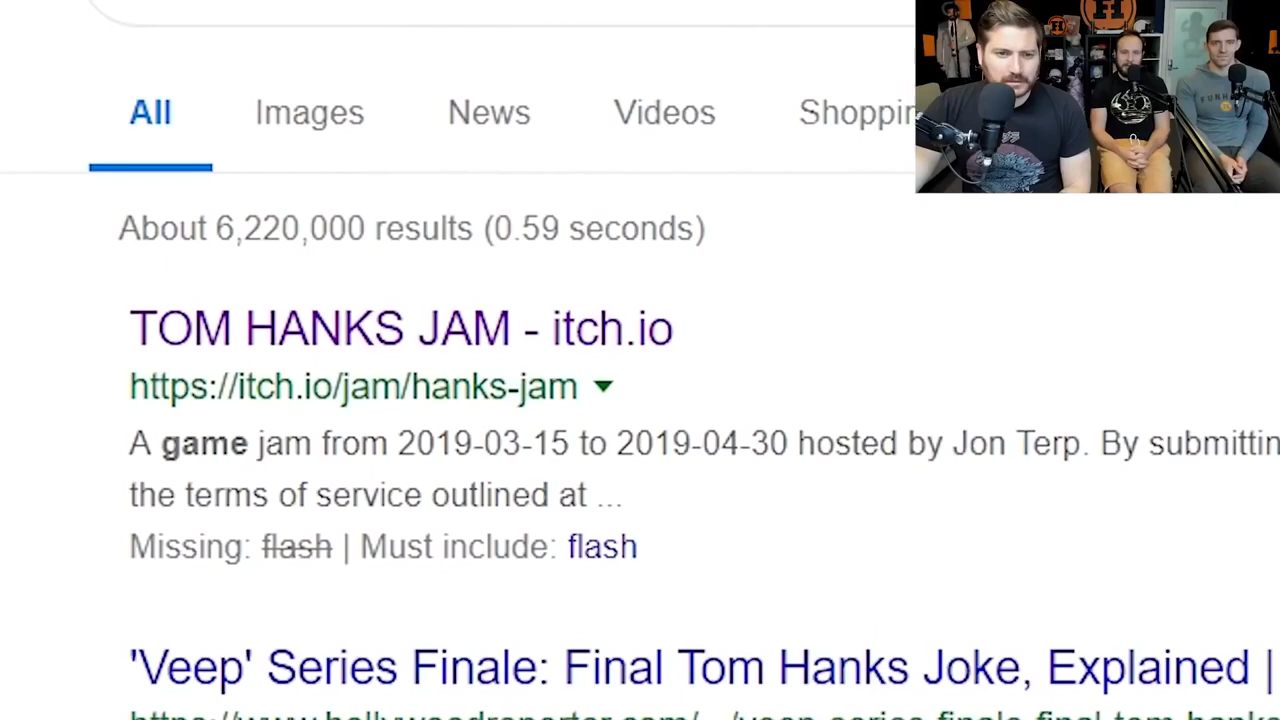 All Images News Videos Shoppin
About 6,220,000 results (0.59 seconds)
TOM HANKS JAM - itch.io
https://itch.io/jam/hanks-jam
A game jam from 2019-03-15 to 2019-04-30 hosted by Jon Terp. By submittin
the terms of service outlined at ...
Missing: flash | Must include: flash
'Veep' Series Finale: Final Tom Hanks Joke, Explained |